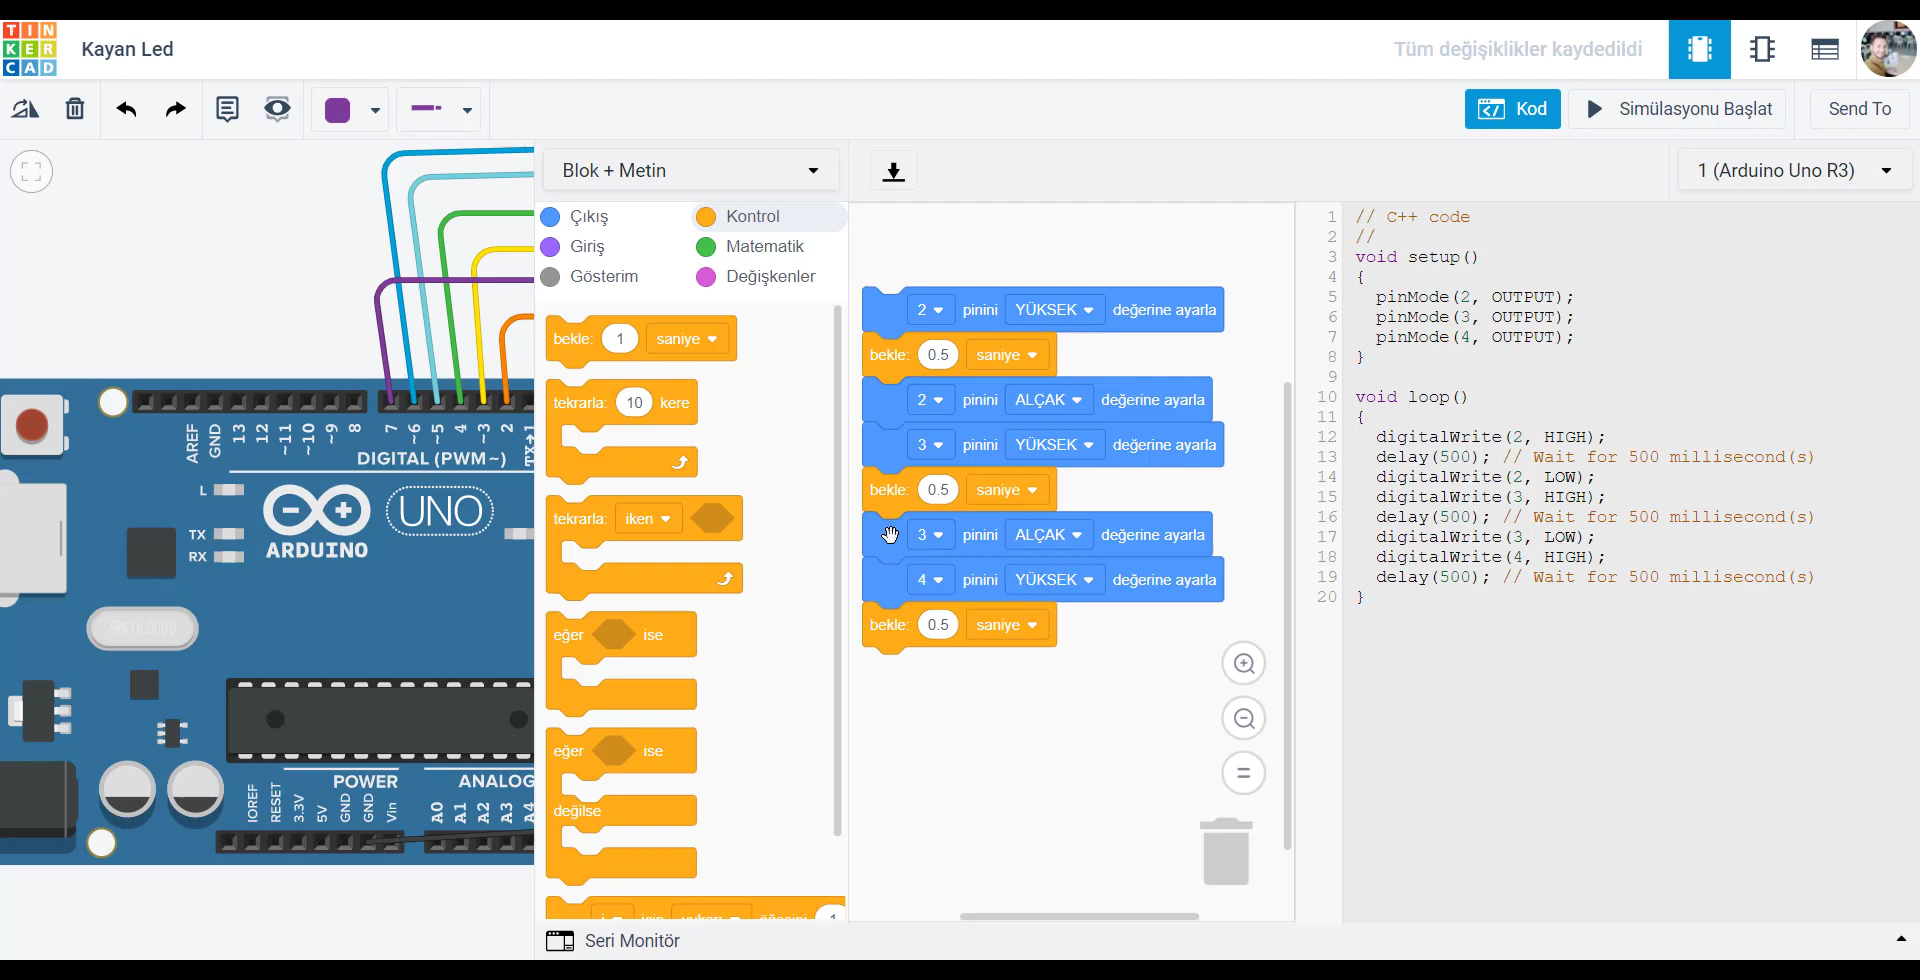 TINKERCAD
Kayan Led
Tüm değişiklikler kaydedildi
Kod
Simülasyonu Başlat
Send To
Blok + Metin
1 (Arduino Uno R3)
Çıkış
Kontrol
Giriş
Matematik
Gösterim
Değişkenler
bekle: 1 saniye
tekrarla: 10 kere
tekrarla: iken
eğer ise
eğer ise
değilse
2 pinini YÜKSEK değerine ayarla
bekle: 0.5 saniye
2 pinini ALÇAK değerine ayarla
3 pinini YÜKSEK değerine ayarla
bekle: 0.5 saniye
3 pinini ALÇAK değerine ayarla
4 pinini YÜKSEK değerine ayarla
bekle: 0.5 saniye
1 // C++ code
2 //
3 void setup()
4 {
5 pinMode(2, OUTPUT);
6 pinMode(3, OUTPUT);
7 pinMode(4, OUTPUT);
8 }
9
10 void loop()
11 {
12 digitalWrite(2, HIGH);
13 delay(500); // Wait for 500 millisecond(s)
14 digitalWrite(2, LOW);
15 digitalWrite(3, HIGH);
16 delay(500); // Wait for 500 millisecond(s)
17 digitalWrite(3, LOW);
18 digitalWrite(4, HIGH);
19 delay(500); // Wait for 500 millisecond(s)
20 }
AREF GND 13 12 ~11 ~10 ~9 8 7 ~6 ~5 4 ~3 2 TX→1
DIGITAL (PWM~)
L
TX
RX
UNO
ARDUINO
POWER
ANALOG
IOREF RESET 3.3V 5V GND GND Vin A0 A1 A2 A3 A4
Seri Monitör